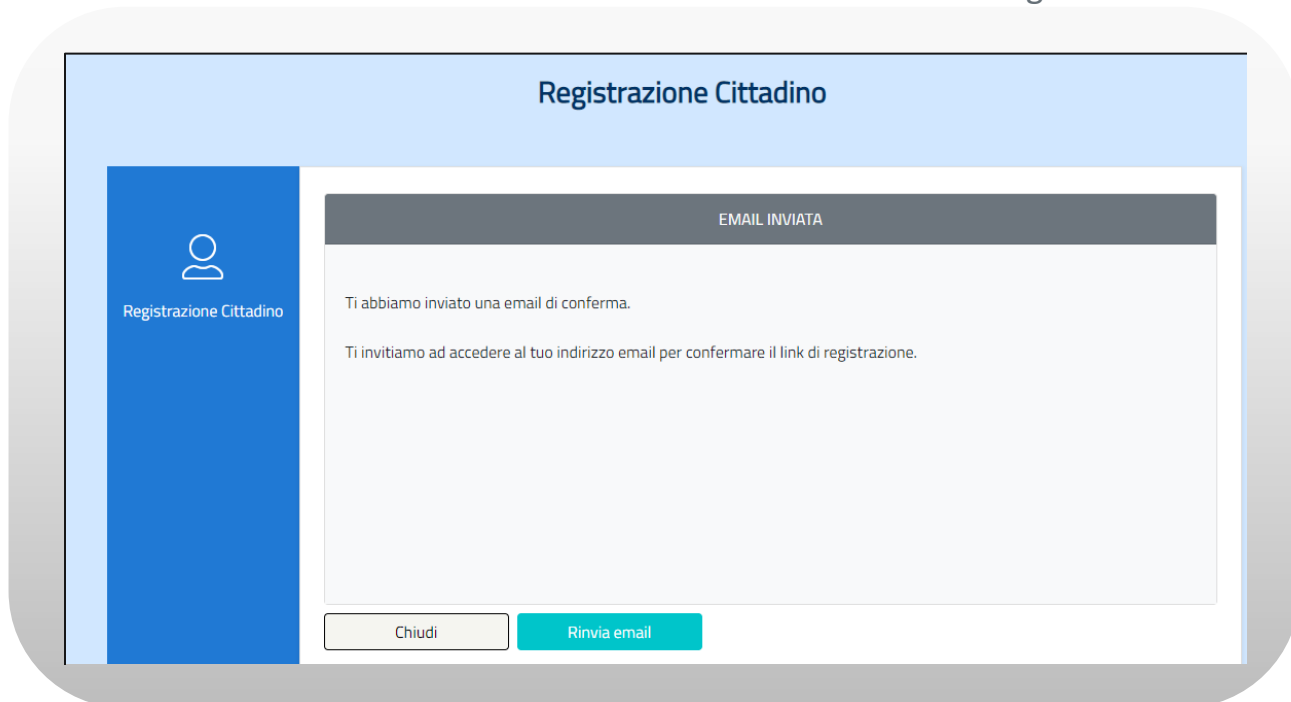 Registrazione Cittadino
EMAIL INVIATA
Registrazione Cittadino
Ti abbiamo inviato una email di conferma.
Ti invitiamo ad accedere al tuo indirizzo email per confermare il link di registrazione.
Chiudi
Rinvia email